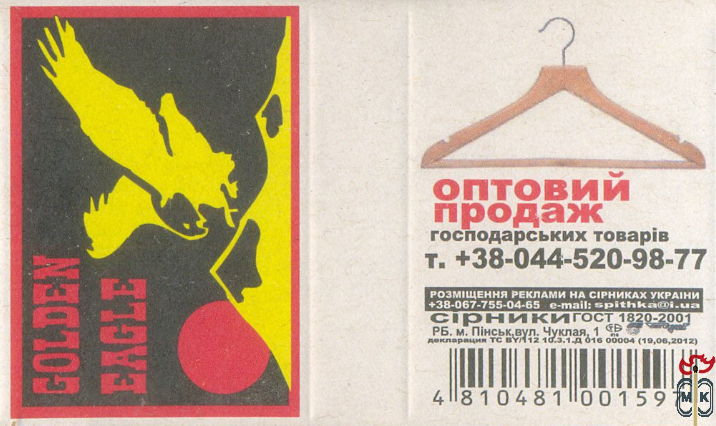 GOLDEN
EAGLE
оптовий
продаж
господарських товарів
т. +38-044-520-98-77
РОЗМІЩЕННЯ РЕКЛАМИ НА СІРНИКАХ УКРАЇНИ
+38-067-755-04-65 e-mail: spithka@i.ua
сірники ГОСТ 1820-2001
РБ. м. Пінськ,вул. Чуклая, 1
декларация ТС BY/112 10.3.1.Д 016 00004 (19,06,2012)
4 810481 001597
МК